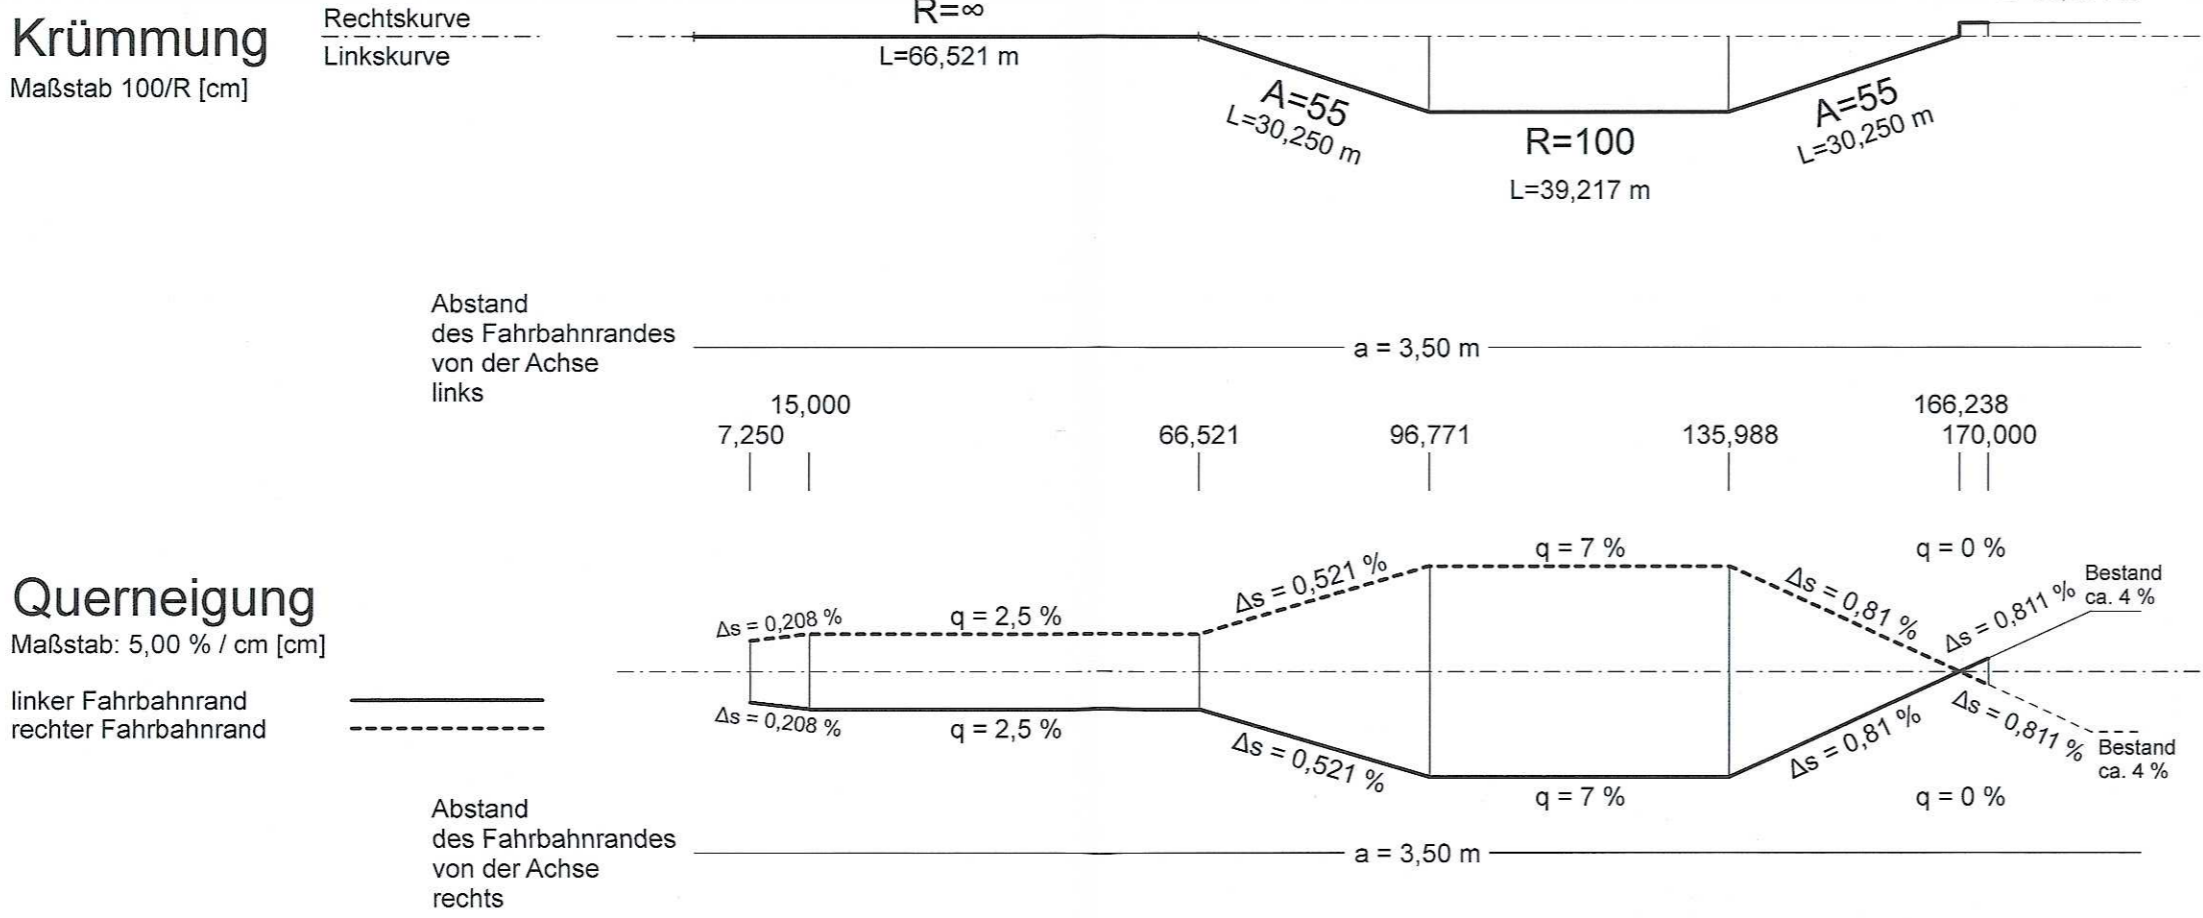 Krümmung
Maßstab 100/R [cm]
Rechtskurve
Linkskurve
R=∞
L=66,521 m
A=55
L=30,250 m
R=100
L=39,217 m
A=55
L=30,250 m
Abstand
des Fahrbahnrandes
von der Achse
links
a = 3,50 m
7,250
15,000
66,521
96,771
135,988
166,238
170,000
Querneigung
Maßstab: 5,00 % / cm [cm]
linker Fahrbahnrand
rechter Fahrbahnrand
Δs = 0,208 %
q = 2,5 %
Δs = 0,521 %
q = 7 %
Δs = 0,81 %
q = 0 %
Δs = 0,811 %
Bestand
ca. 4 %
Δs = 0,208 %
q = 2,5 %
Δs = 0,521 %
q = 7 %
Δs = 0,81 %
q = 0 %
Δs = 0,811 %
Bestand
ca. 4 %
Abstand
des Fahrbahnrandes
von der Achse
rechts
a = 3,50 m